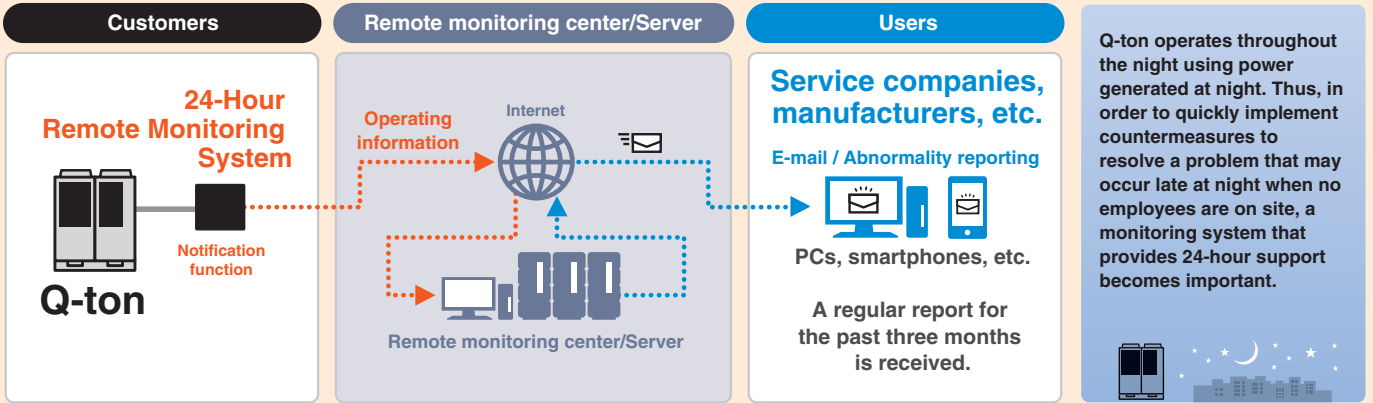 Customers
24-Hour
Remote Monitoring
System
Notification
function
Q-ton
Remote monitoring center/Server
Operating
information
Internet
Remote monitoring center/Server
Users
Service companies,
manufacturers, etc.
E-mail / Abnormality reporting
PCs, smartphones, etc.
A regular report for
the past three months
is received.
Q-ton operates throughout
the night using power
generated at night. Thus, in
order to quickly implement
countermeasures to
resolve a problem that may
occur late at night when no
employees are on site, a
monitoring system that
provides 24-hour support
becomes important.